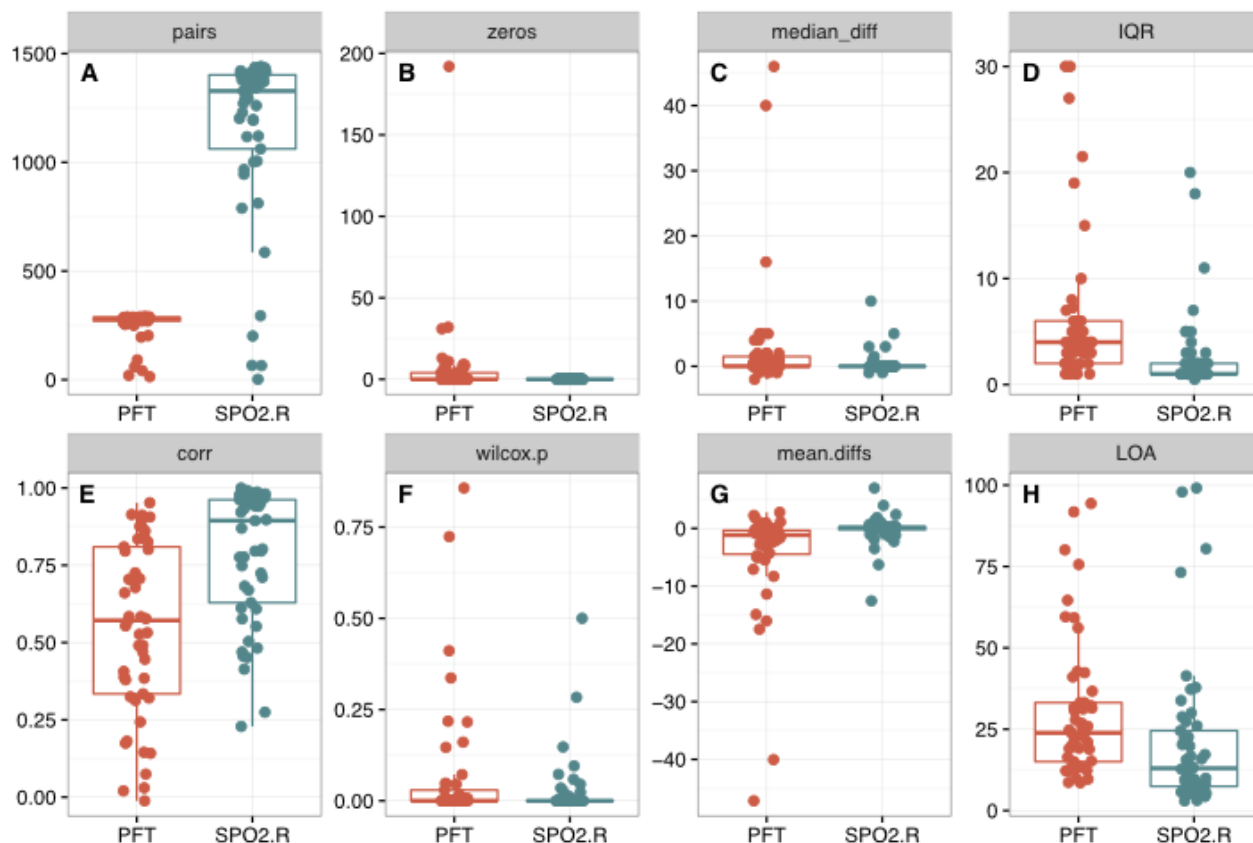 pairs
zeros
median_diff
IQR
A
B
C
D
1500
1000
500
0
200
150
100
50
0
40
30
20
10
0
30
20
10
0
PFT SPO2.R
PFT SPO2.R
PFT SPO2.R
PFT SPO2.R
corr
wilcox.p
mean.diffs
LOA
E
F
G
H
1.00
0.75
0.50
0.25
0.00
0.75
0.50
0.25
0.00
0
−10
−20
−30
−40
100
75
50
25
0
PFT SPO2.R
PFT SPO2.R
PFT SPO2.R
PFT SPO2.R